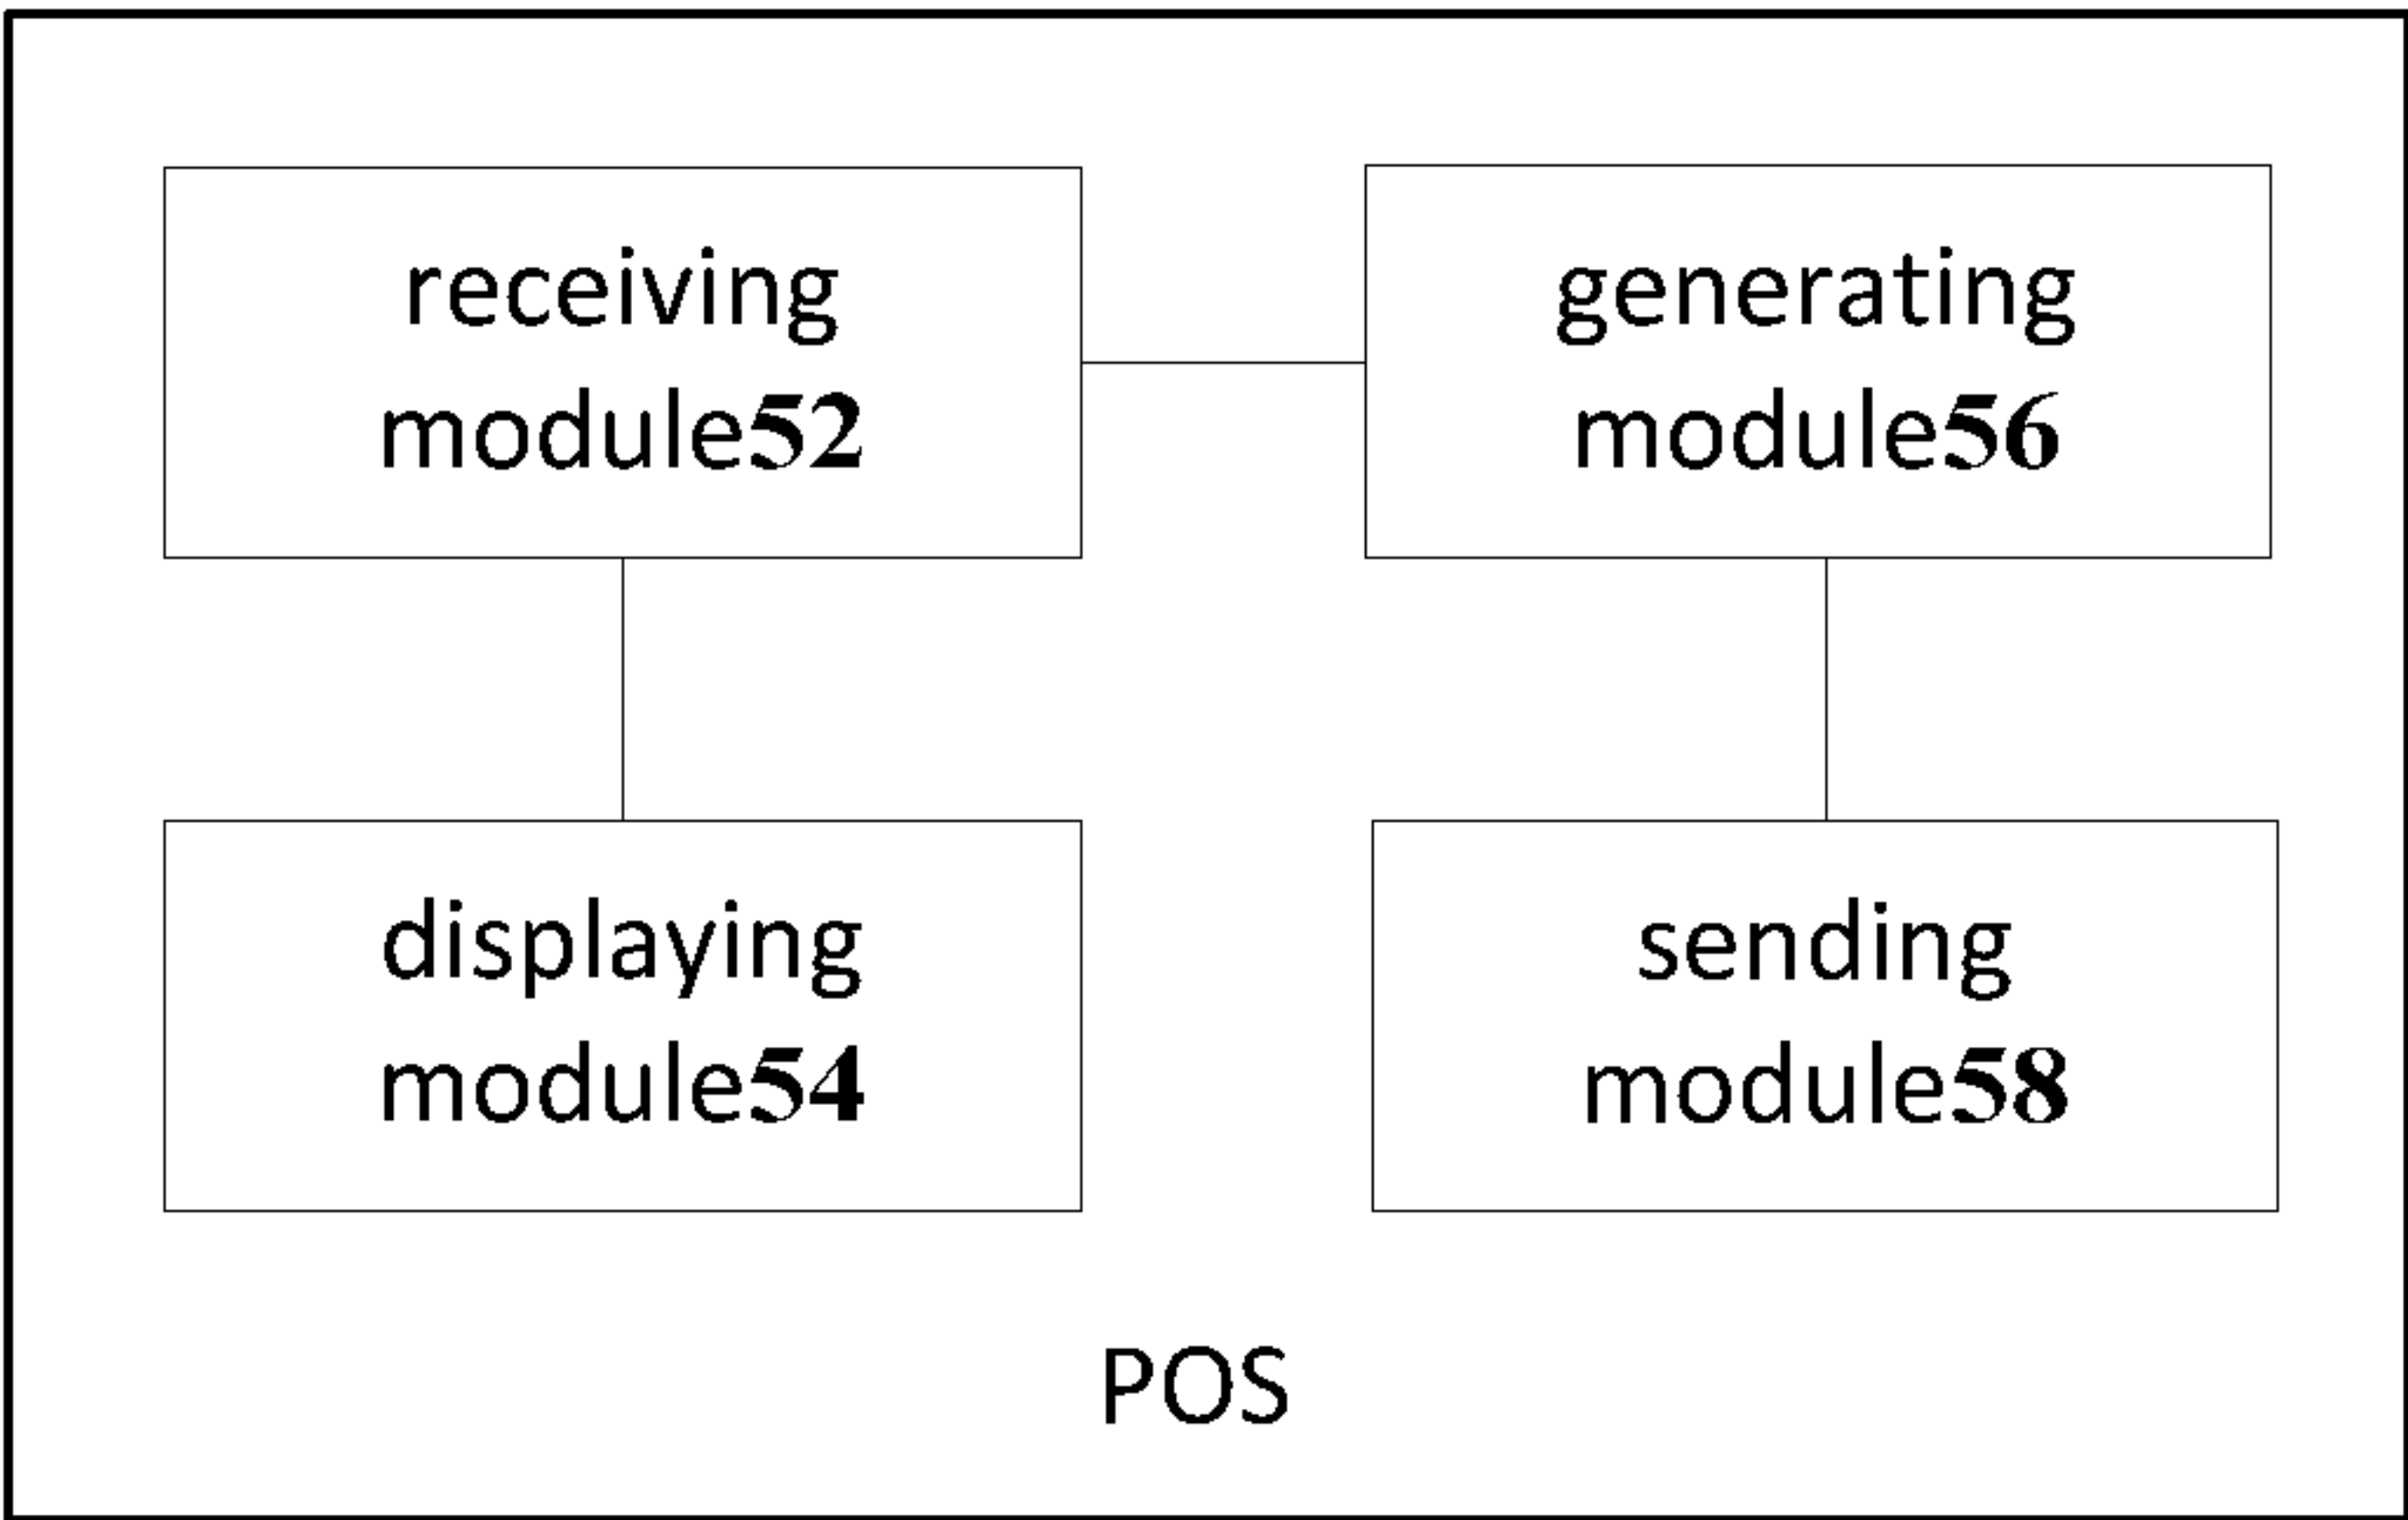 receiving
module52
generating
module56
displaying
module54
sending
module58
POS